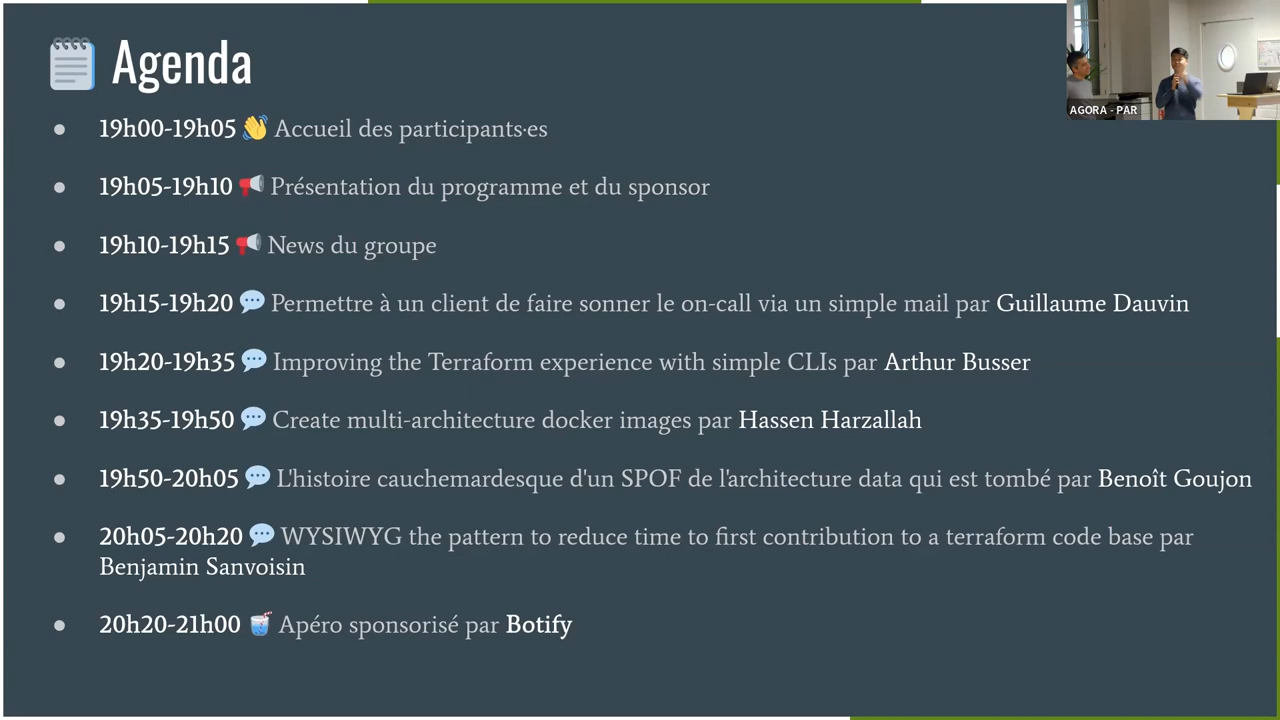 Agenda
AGORA - PAR
19h00-19h05 👋 Accueil des participants·es
19h05-19h10 📢 Présentation du programme et du sponsor
19h10-19h15 📢 News du groupe
19h15-19h20 💬 Permettre à un client de faire sonner le on-call via un simple mail par Guillaume Dauvin
19h20-19h35 💬 Improving the Terraform experience with simple CLIs par Arthur Busser
19h35-19h50 💬 Create multi-architecture docker images par Hassen Harzallah
19h50-20h05 💬 L'histoire cauchemardesque d'un SPOF de l'architecture data qui est tombé par Benoît Goujon
20h05-20h20 💬 WYSIWYG the pattern to reduce time to first contribution to a terraform code base par
Benjamin Sanvoisin
20h20-21h00 🥤 Apéro sponsorisé par Botify